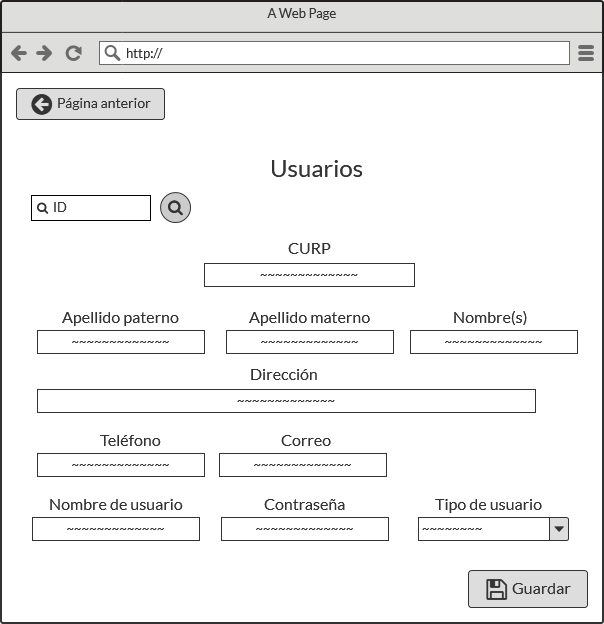 A Web Page
http://
Página anterior
Usuarios
ID
CURP
~~~~~~~~~~~~~
Apellido paterno Apellido materno Nombre(s)
~~~~~~~~~~~~~ ~~~~~~~~~~~~~ ~~~~~~~~~~~~~
Dirección
~~~~~~~~~~~~~
Teléfono Correo
~~~~~~~~~~~~~ ~~~~~~~~~~~~~
Nombre de usuario Contraseña Tipo de usuario
~~~~~~~~~~~~~ ~~~~~~~~~~~~~ ~~~~~~~~
Guardar